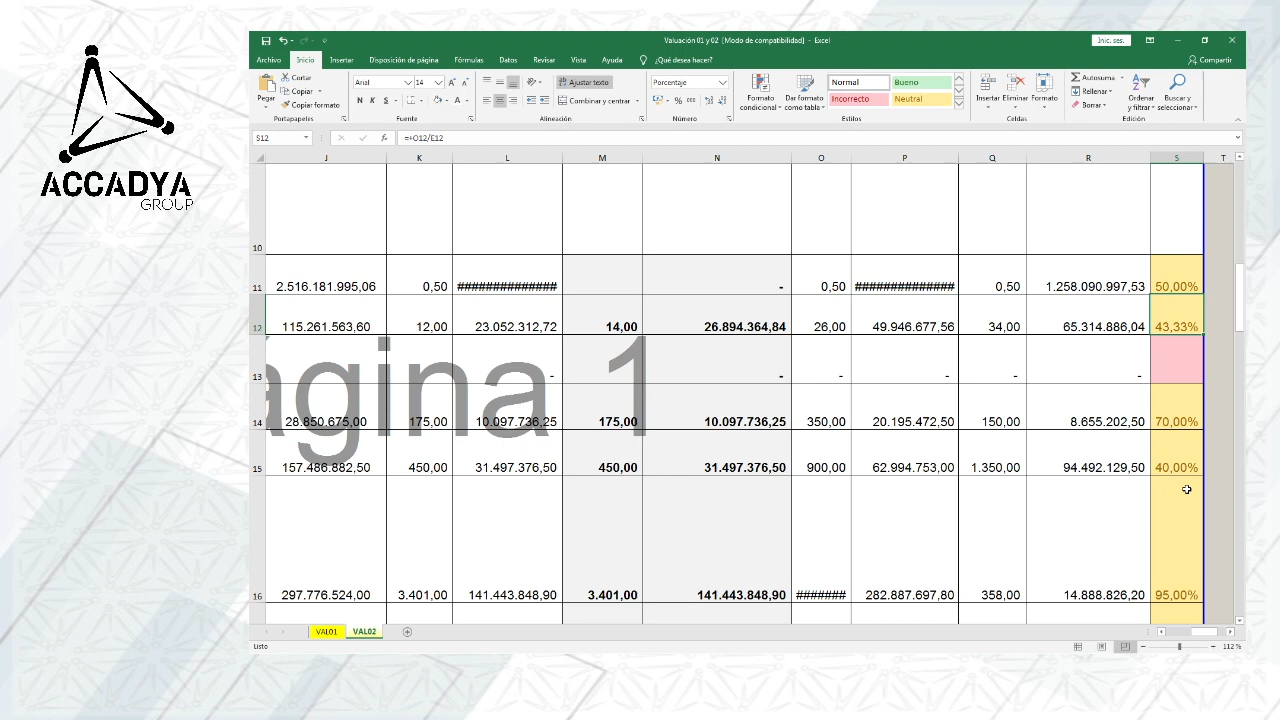 ACCADYA
GROUP
Valuación 01 y 02 [Modo de compatibilidad] - Excel
Inic. ses.
Archivo Inicio Insertar Disposición de página Fórmulas Datos Revisar Vista Ayuda ¿Qué desea hacer? Compartir
Pegar
Cortar
Copiar
Copiar formato
Portapapeles
Arial 14
N K S
Fuente
Ajustar texto
Combinar y centrar
Alineación
Porcentaje
% 000
Número
Formato condicional
Dar formato como tabla
Normal Bueno
Incorrecto Neutral
Estilos
Insertar Eliminar Formato
Celdas
Autosuma
Rellenar
Borrar
Ordenar y filtrar
Buscar y seleccionar
Edición
S12 fx =+O12/E12
J K L M N O P Q R S T
10
11 2.516.181.995,06 0,50 ############## - 0,50 ############## 0,50 1.258.090.997,53 50,00%
12 115.261.563,60 12,00 23.052.312,72 14,00 26.894.364,84 26,00 49.946.677,56 34,00 65.314.886,04 43,33%
ágina 1
13 - - - - - -
14 28.850.675,00 175,00 10.097.736,25 175,00 10.097.736,25 350,00 20.195.472,50 150,00 8.655.202,50 70,00%
15 157.486.882,50 450,00 31.497.376,50 450,00 31.497.376,50 900,00 62.994.753,00 1.350,00 94.492.129,50 40,00%
16 297.776.524,00 3.401,00 141.443.848,90 3.401,00 141.443.848,90 ####### 282.887.697,80 358,00 14.888.826,20 95,00%
VAL01 VAL02
Listo 112 %